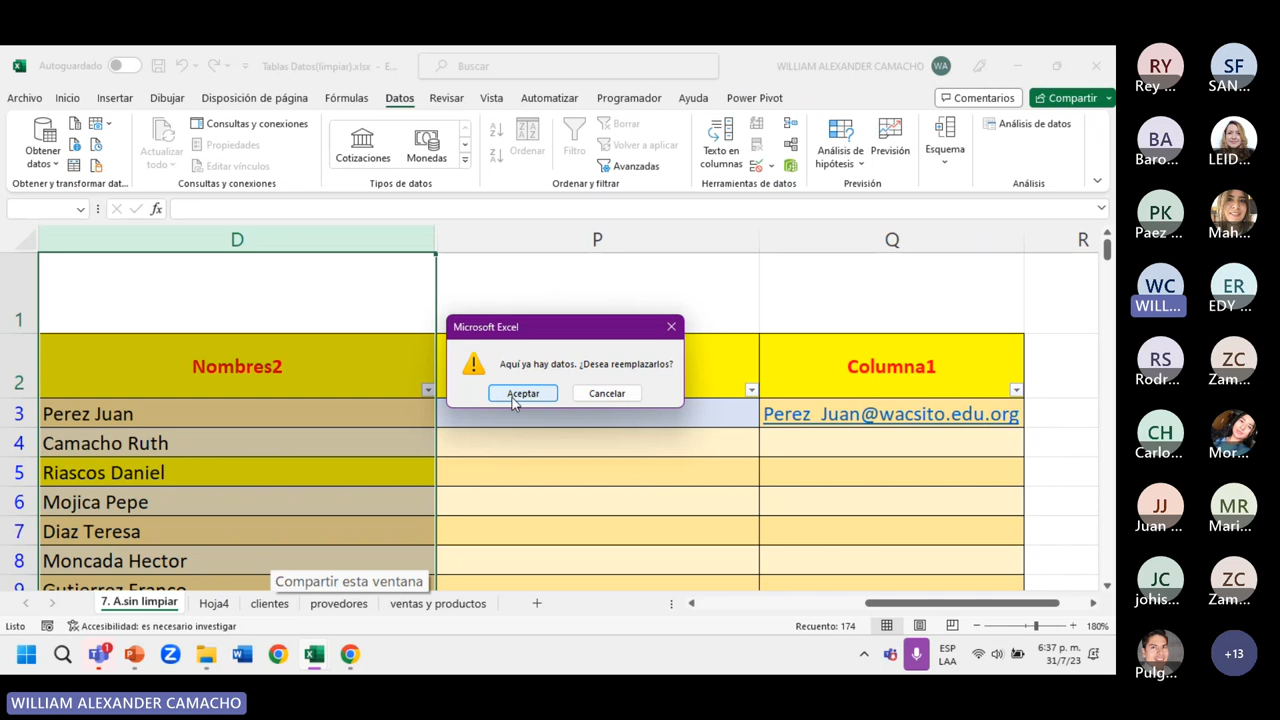 Autoguardado
Tablas Datos(limpiar).xlsx - E...
Buscar
WILLIAM ALEXANDER CAMACHO
WA
Archivo Inicio Insertar Dibujar Disposición de página Fórmulas Datos Revisar Vista Automatizar Programador Ayuda Power Pivot
Comentarios
Compartir
Obtener datos
Actualizar todo
Consultas y conexiones
Propiedades
Editar vínculos
Cotizaciones
Monedas
Ordenar
Filtro
Borrar
Volver a aplicar
Avanzadas
Texto en columnas
Análisis de hipótesis
Previsión
Esquema
Análisis de datos
Obtener y transformar dat...
Consultas y conexiones
Tipos de datos
Ordenar y filtrar
Herramientas de datos
Previsión
Análisis
fx
D P Q R
1
2 Nombres2 Columna1
Microsoft Excel
Aquí ya hay datos. ¿Desea reemplazarlos?
Aceptar Cancelar
3 Perez Juan Perez_Juan@wacsito.edu.org
4 Camacho Ruth
5 Riascos Daniel
6 Mojica Pepe
7 Diaz Teresa
8 Moncada Hector
9 Gutierrez Franco
Compartir esta ventana
7. A.sin limpiar Hoja4 clientes provedores ventas y productos
Listo
Accesibilidad: es necesario investigar
Recuento: 174
180%
1
ESP
LAA
6:37 p. m.
31/7/23
WILLIAM ALEXANDER CAMACHO
RY SF
Rey ... SAN...
BA
Baro... LEID...
PK
Paez ... Mah...
WC ER
WILL... EDY ...
RS ZC
Rodr... Zam...
CH
Carlo... Mor...
JJ MR
Juan ... Mari...
JC ZC
johis... Zam...
Pulg...
+13